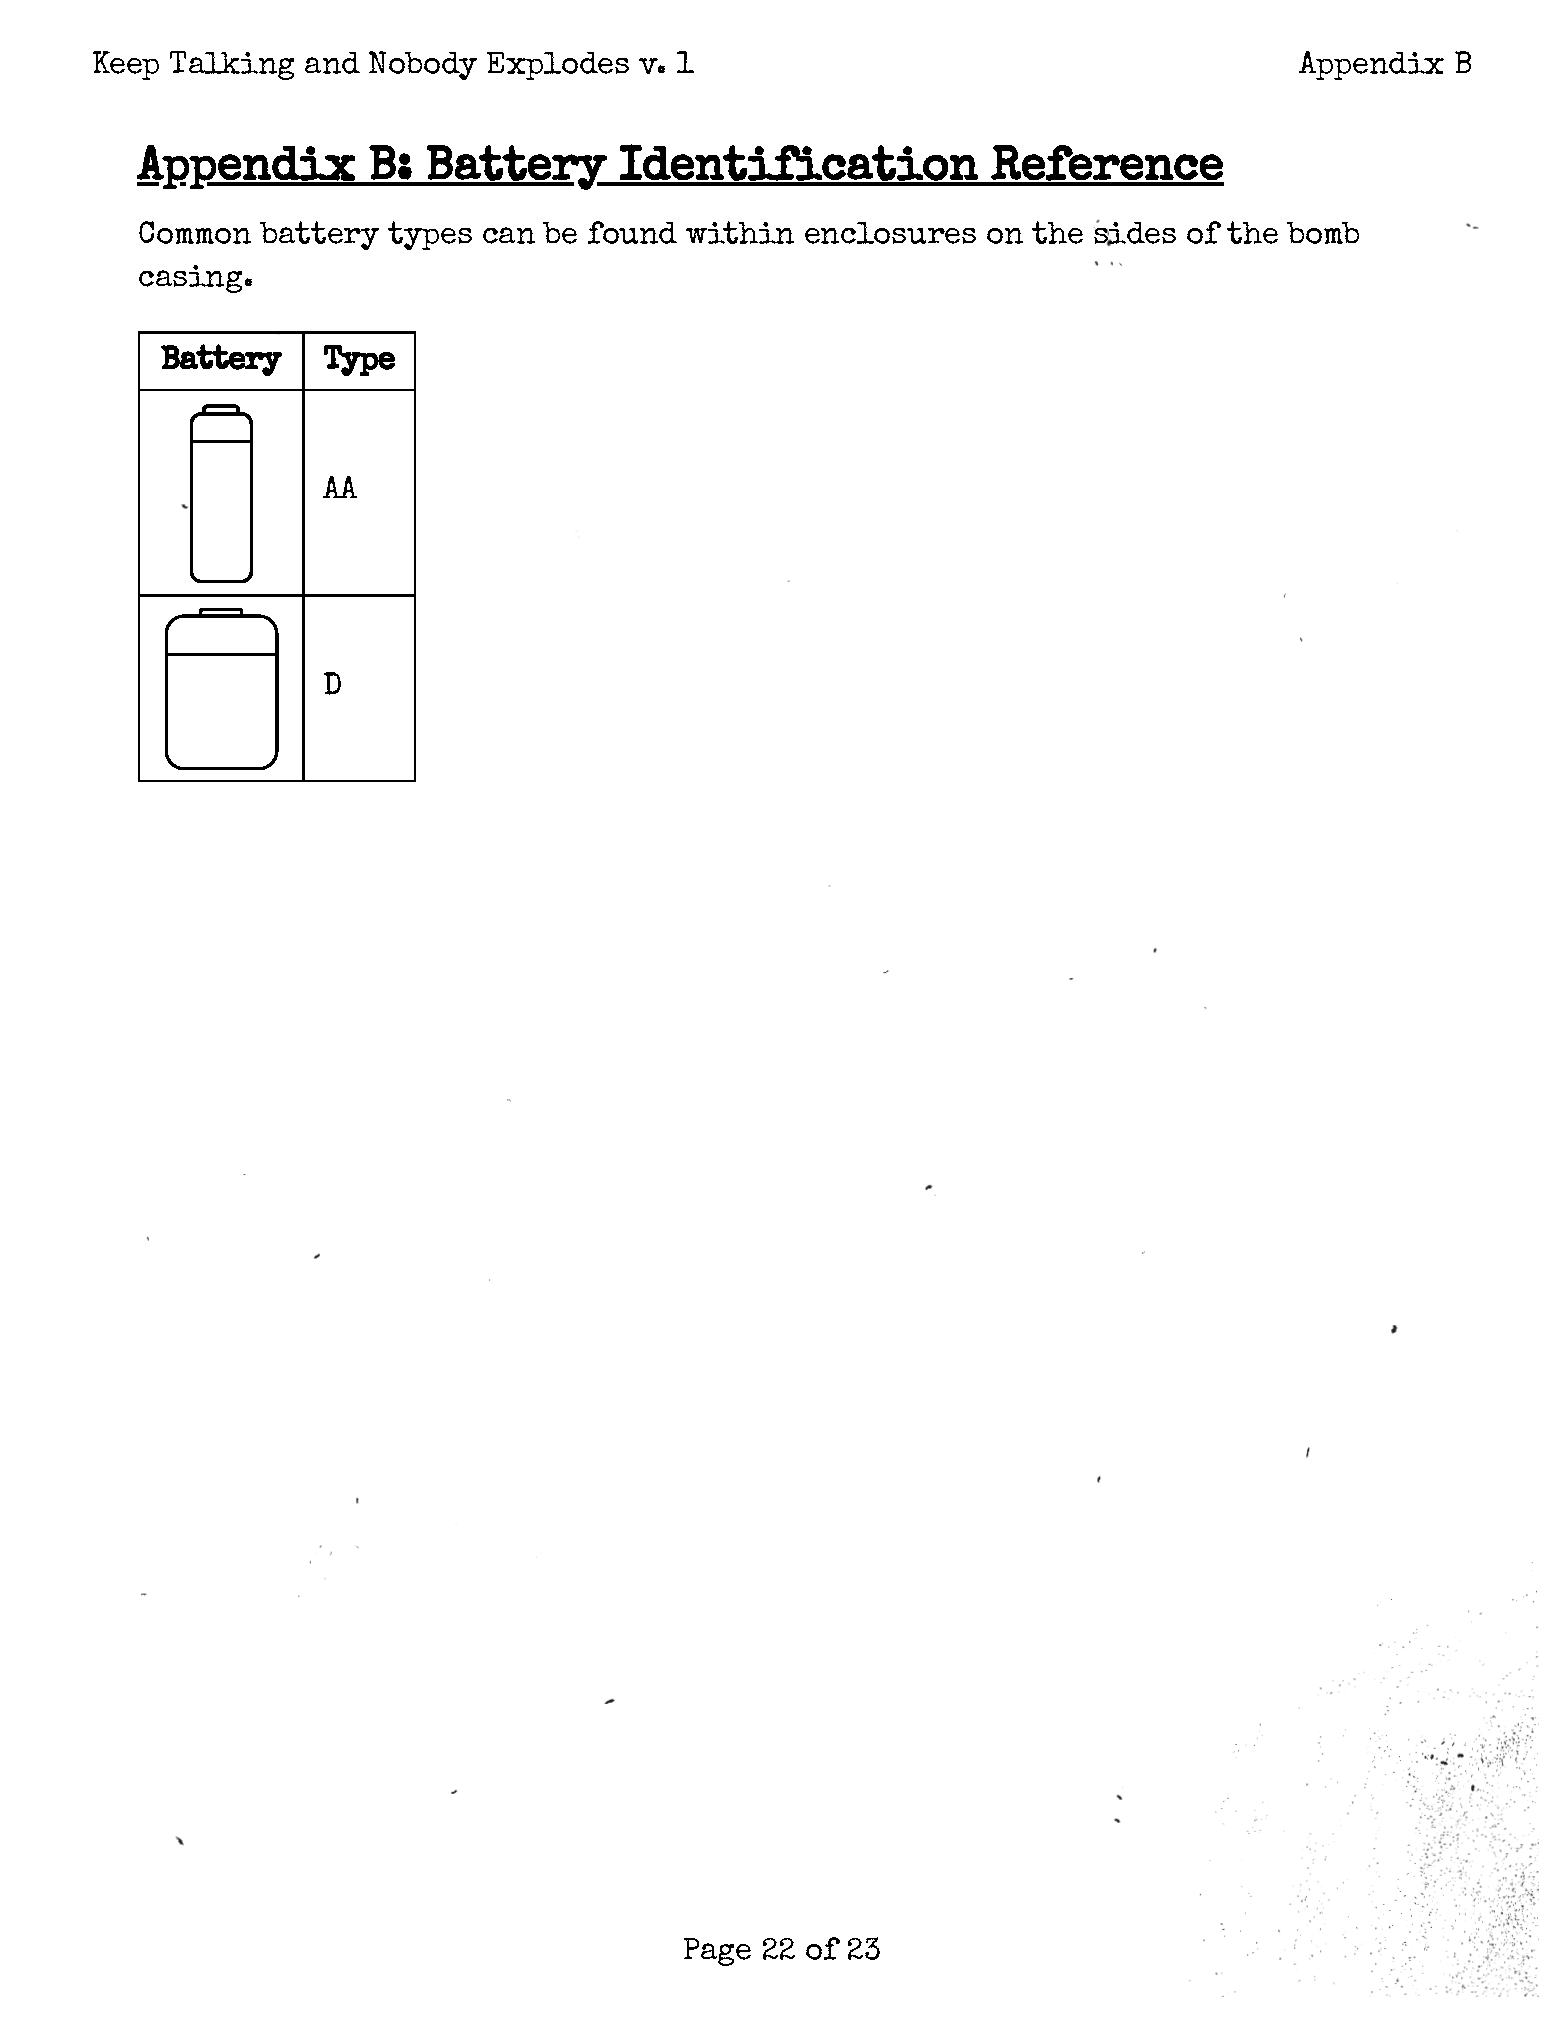 Keep Talking and Nobody Explodes v. 1
Appendix B
Appendix B: Battery Identification Reference
Common battery types can be found within enclosures on the sides of the bomb
casing.
Battery Type
AA
D
Page 22 of 23